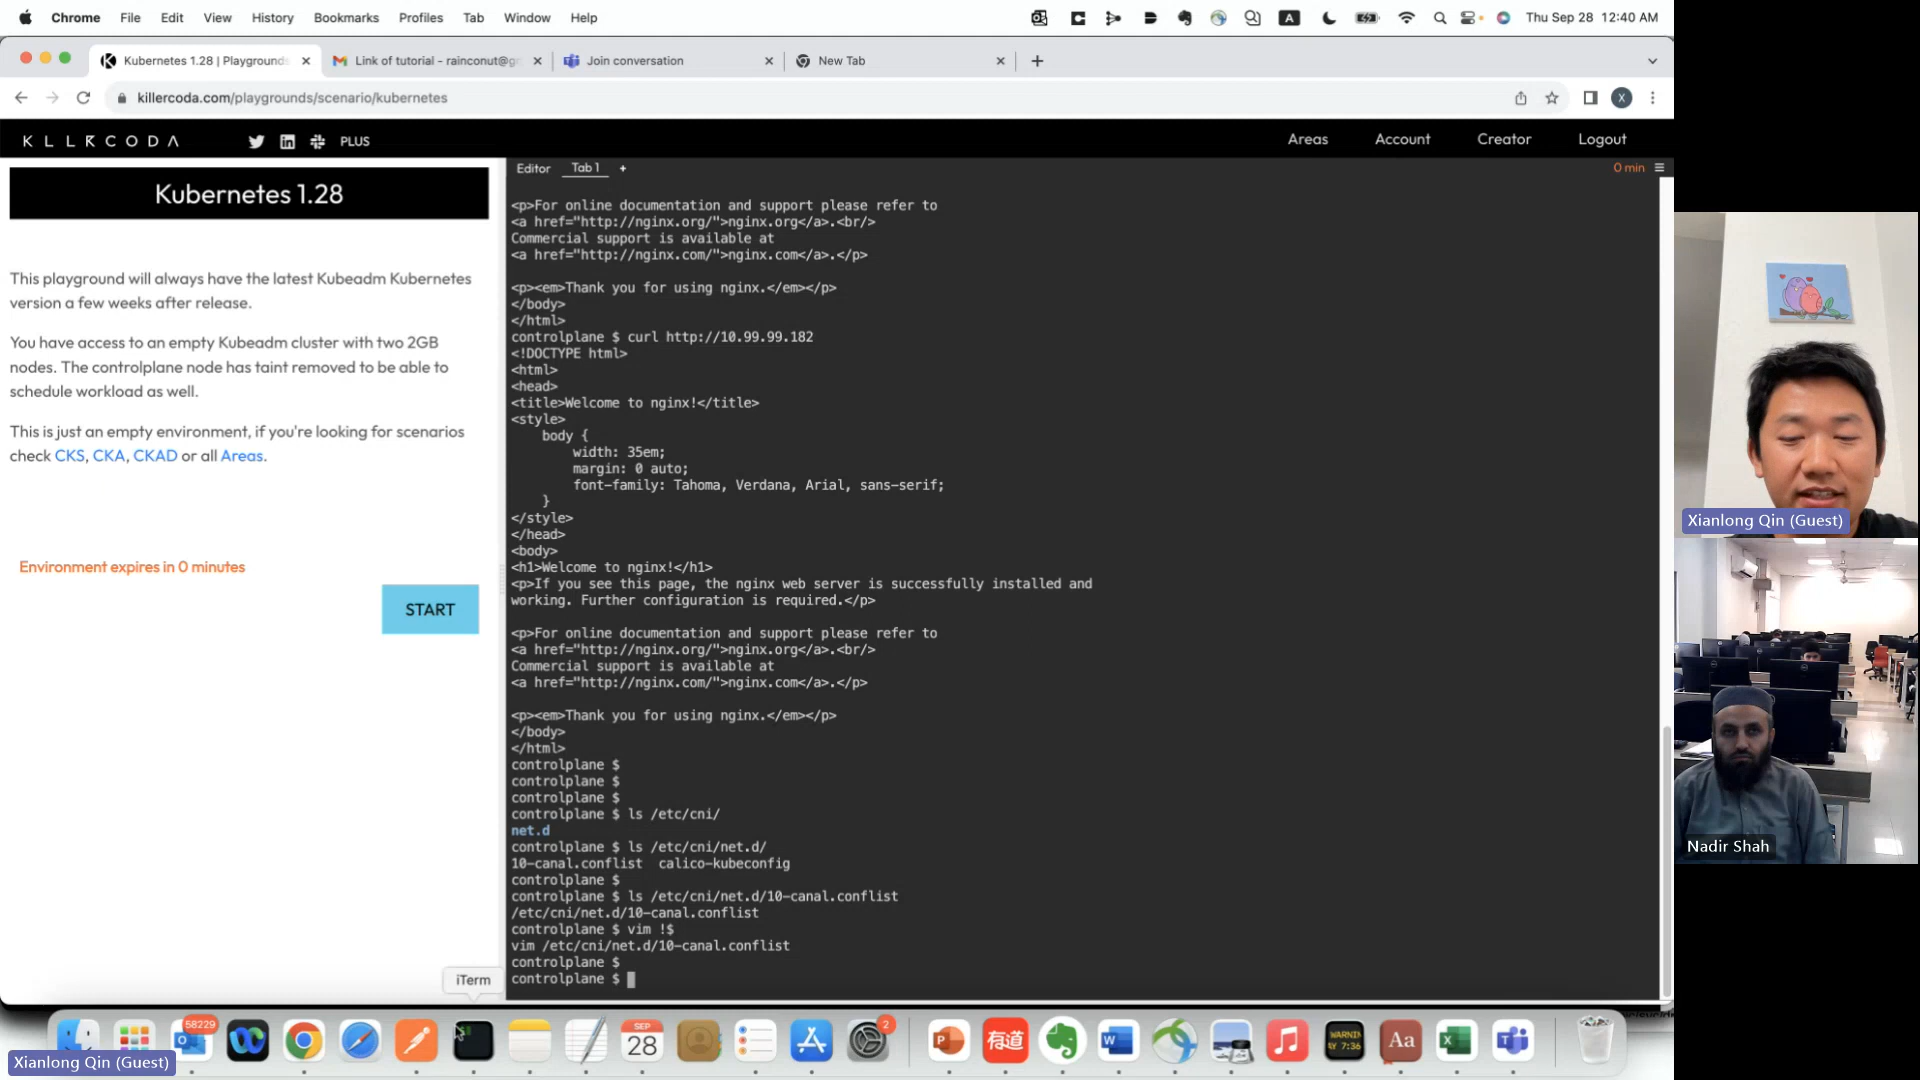 Chrome File Edit View History Bookmarks Profiles Tab Window Help
A
Thu Sep 28 12:40 AM
Kubernetes 1.28 | Playgrounds
Link of tutorial - rainconut@g
Join conversation
New Tab
killercoda.com/playgrounds/scenario/kubernetes
X
PLUS
Areas Account Creator Logout
Kubernetes 1.28
This playground will always have the latest Kubeadm Kubernetes
version a few weeks after release.
You have access to an empty Kubeadm cluster with two 2GB
nodes. The controlplane node has taint removed to be able to
schedule workload as well.
This is just an empty environment, if you're looking for scenarios
check CKS, CKA, CKAD or all Areas.
Environment expires in 0 minutes
START
Editor Tab 1 +
0 min
<p>For online documentation and support please refer to
<a href="http://nginx.org/">nginx.org</a>.<br/>
Commercial support is available at
<a href="http://nginx.com/">nginx.com</a>.</p>
<p><em>Thank you for using nginx.</em></p>
</body>
</html>
controlplane $ curl http://10.99.99.182
<!DOCTYPE html>
<html>
<head>
<title>Welcome to nginx!</title>
<style>
body {
width: 35em;
margin: 0 auto;
font-family: Tahoma, Verdana, Arial, sans-serif;
}
</style>
</head>
<body>
<h1>Welcome to nginx!</h1>
<p>If you see this page, the nginx web server is successfully installed and
working. Further configuration is required.</p>
<p>For online documentation and support please refer to
<a href="http://nginx.org/">nginx.org</a>.<br/>
Commercial support is available at
<a href="http://nginx.com/">nginx.com</a>.</p>
<p><em>Thank you for using nginx.</em></p>
</body>
</html>
controlplane $
controlplane $
controlplane $
controlplane $ ls /etc/cni/
net.d
controlplane $ ls /etc/cni/net.d/
10-canal.conflist calico-kubeconfig
controlplane $
controlplane $ ls /etc/cni/net.d/10-canal.conflist
/etc/cni/net.d/10-canal.conflist
controlplane $ vim !$
vim /etc/cni/net.d/10-canal.conflist
controlplane $
controlplane $
iTerm
58229
SEP
28
2
有道
WARNIN
Y 7:36
Aa
Xianlong Qin (Guest)
Xianlong Qin (Guest)
Nadir Shah